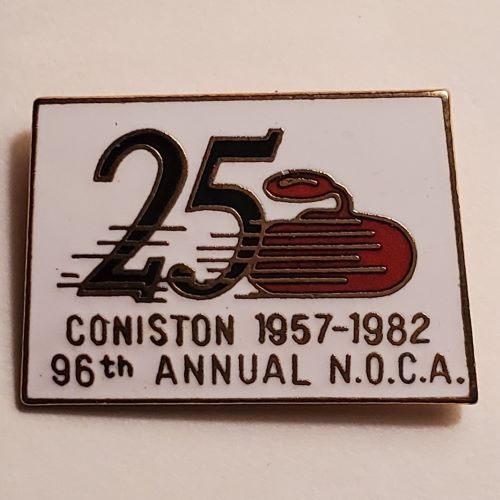 25
CONISTON 1957-1982
96th ANNUAL N.O.C.A.